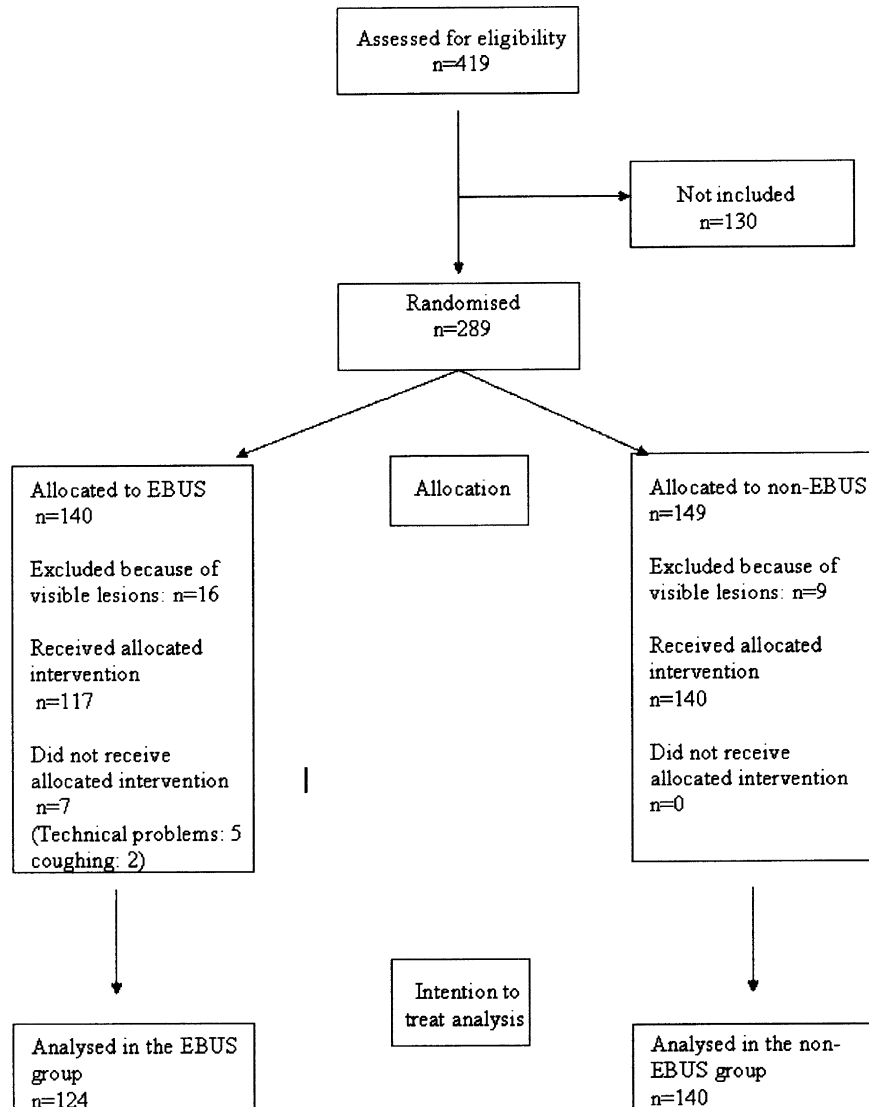 Assessed for eligibility
n=419
Not included
n=130
Randomised
n=289
Allocated to EBUS
n=140
Excluded because of
visible lesions: n=16
Received allocated
intervention
n=117
Did not receive
allocated intervention
n=7
(Technical problems: 5
coughing: 2)
Allocation
Allocated to non-EBUS
n=149
Excluded because of
visible lesions: n=9
Received allocated
intervention
n=140
Did not receive
allocated intervention
n=0
Intention to
treat analysis
Analysed in the EBUS
group
n=124
Analysed in the non-
EBUS group
n=140